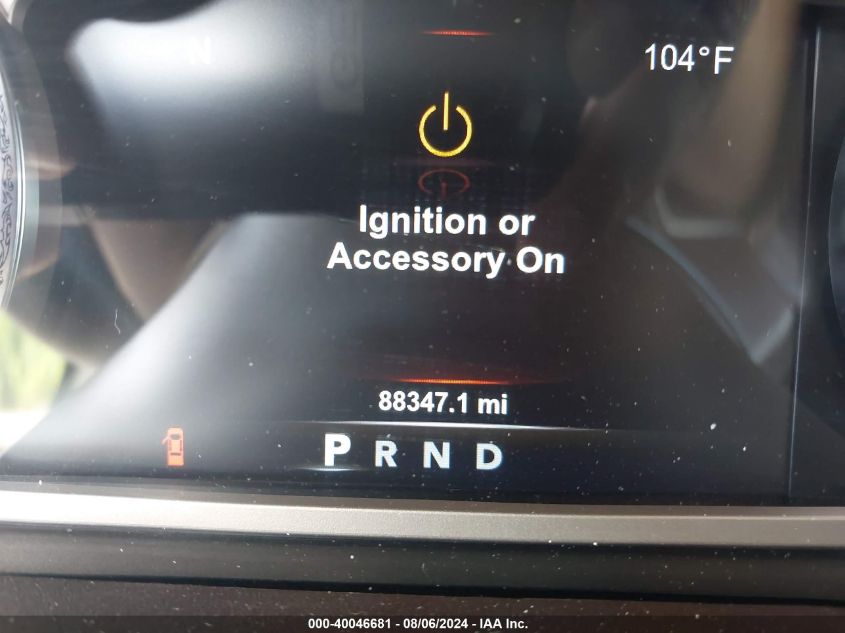 N
104°F
Ignition or
Accessory On
88347.1 mi
P R N D
000-40046681 - 08/06/2024 - IAA Inc.